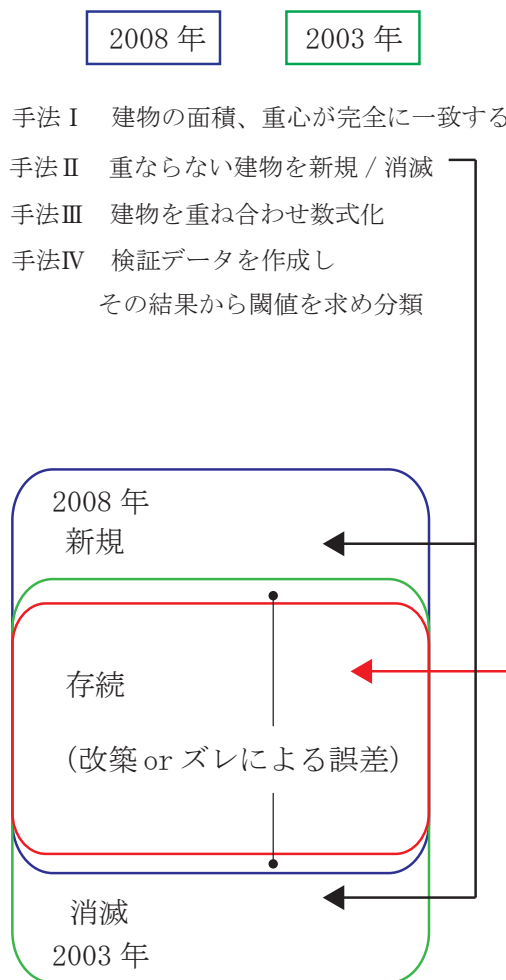 2008 年
2003 年
手法Ⅰ 建物の面積、重心が完全に一致する
手法Ⅱ 重ならない建物を新規 / 消滅
手法Ⅲ 建物を重ね合わせ数式化
手法Ⅳ 検証データを作成し
その結果から閾値を求め分類
2008 年
新規
存続
(改築 or ズレによる誤差)
消滅
2003 年